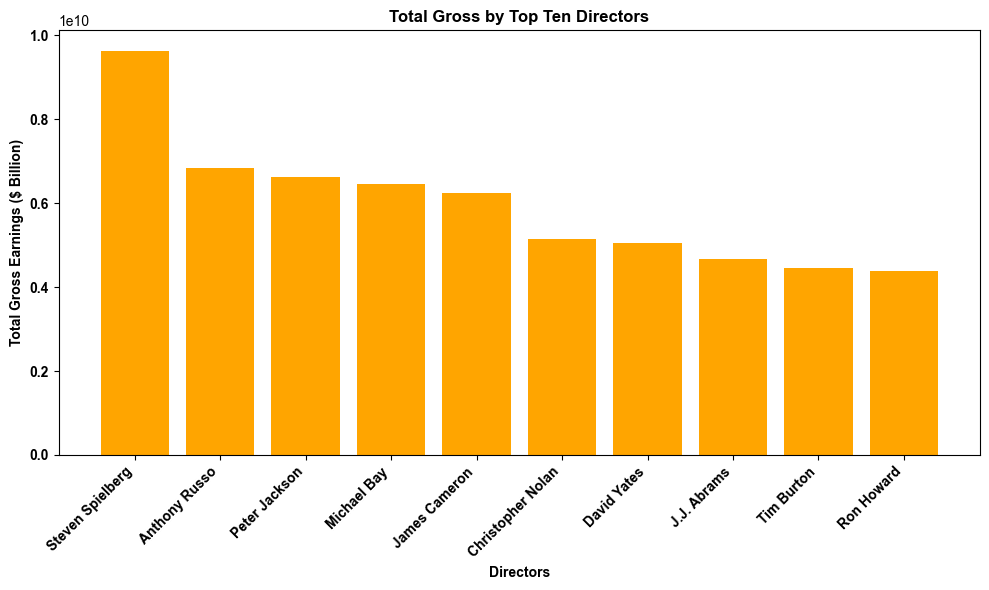 Total Gross by Top Ten Directors
1e10
1.0
0.8
0.6
0.4
0.2
0.0
Total Gross Earnings ($ Billion)
Steven Spielberg
Anthony Russo
Peter Jackson
Michael Bay
James Cameron
Christopher Nolan
David Yates
J.J. Abrams
Tim Burton
Ron Howard
Directors